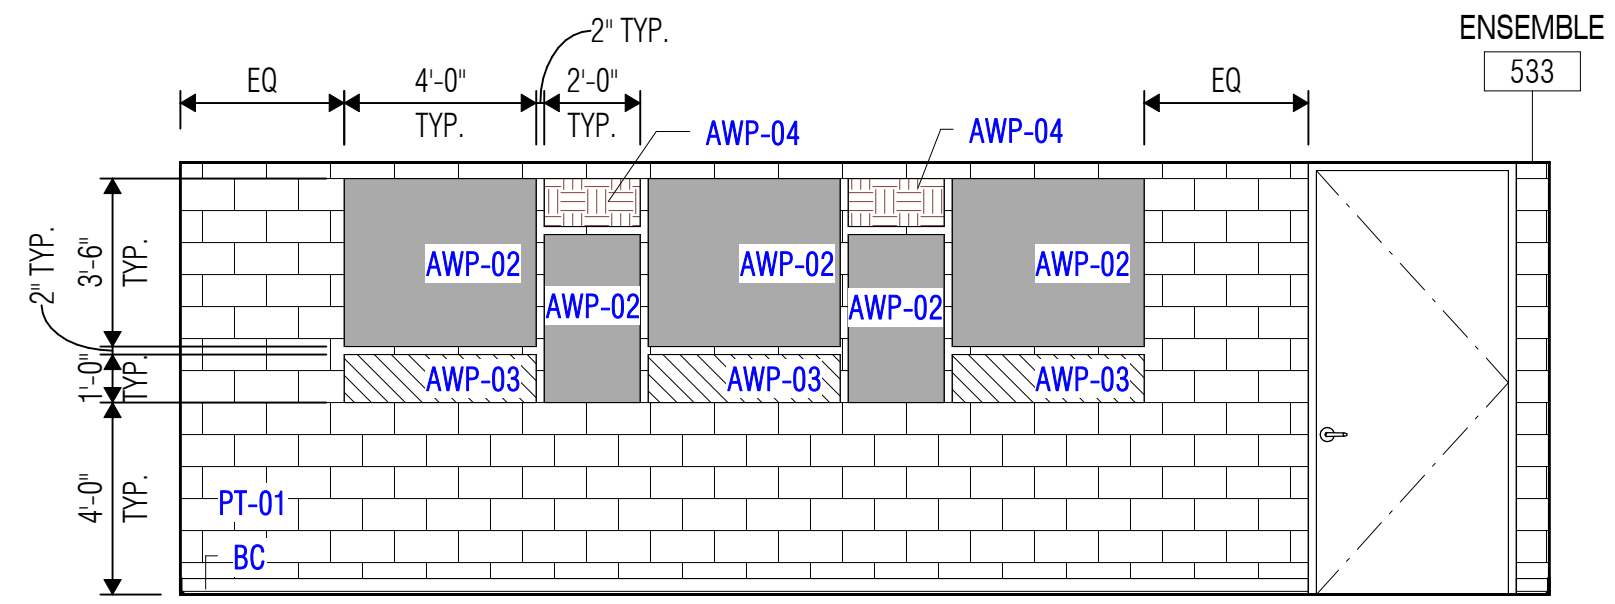 ENSEMBLE
533
2" TYP.
EQ
4'-0"
TYP.
2'-0"
TYP.
EQ
AWP-04
AWP-04
2" TYP.
3'-6"
TYP.
AWP-02
AWP-02
AWP-02
AWP-02
AWP-02
1'-0"
TYP.
AWP-03
AWP-03
AWP-03
4'-0"
TYP.
PT-01
BC